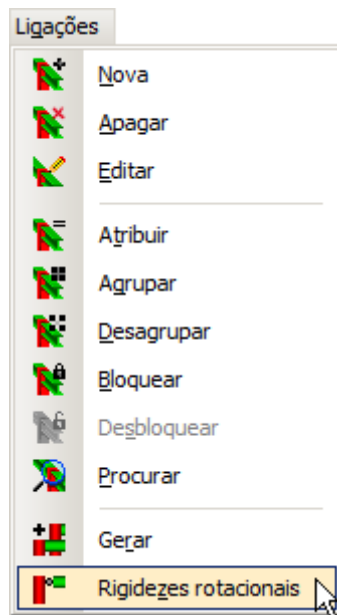 Ligações
Nova
Apagar
Editar
Atribuir
Agrupar
Desagrupar
Bloquear
Desbloquear
Procurar
Gerar
Rigidezes rotacionais